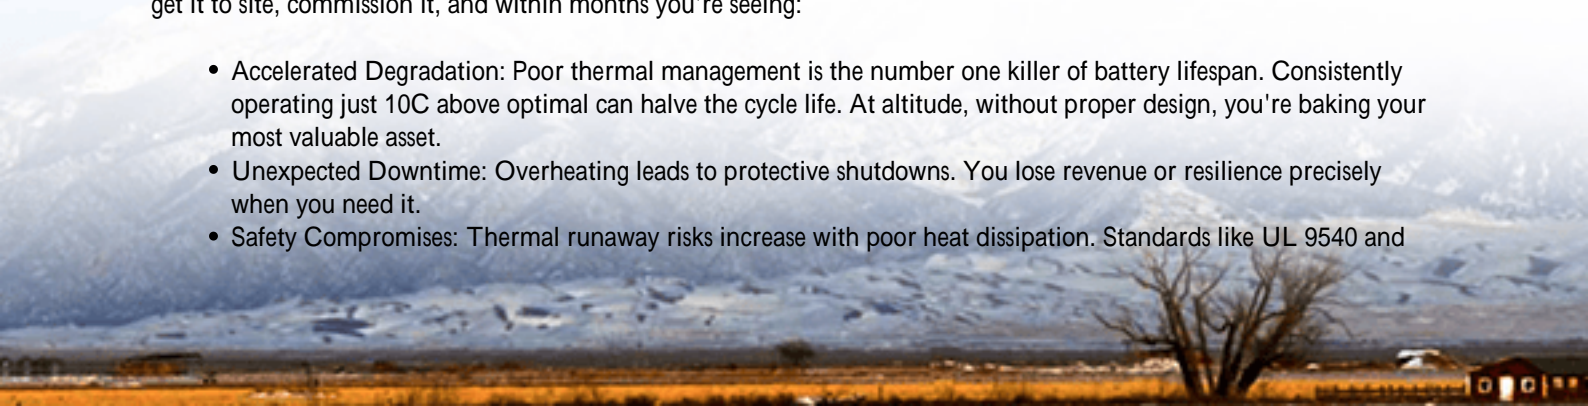 get it to site, commission it, and within months you're seeing:
• Accelerated Degradation: Poor thermal management is the number one killer of battery lifespan. Consistently
operating just 10C above optimal can halve the cycle life. At altitude, without proper design, you're baking your
most valuable asset.
• Unexpected Downtime: Overheating leads to protective shutdowns. You lose revenue or resilience precisely
when you need it.
• Safety Compromises: Thermal runaway risks increase with poor heat dissipation. Standards like UL 9540 and